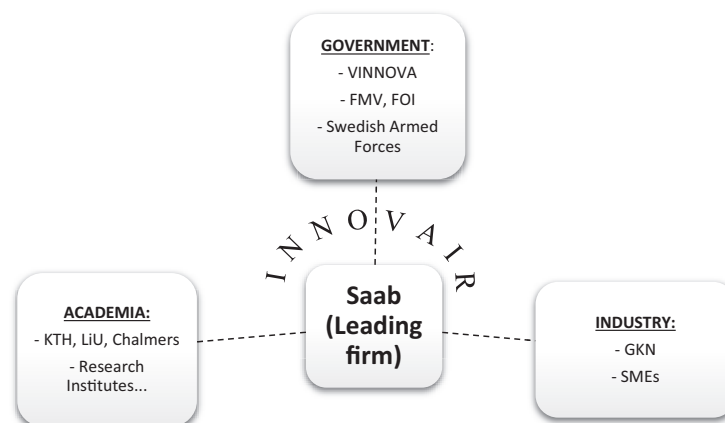 GOVERNMENT:
- VINNOVA
- FMV, FOI
- Swedish Armed
Forces
INNOVAIR
Saab
(Leading
firm)
ACADEMIA:
- KTH, LiU, Chalmers
- Research
Institutes...
INDUSTRY:
- GKN
- SMEs